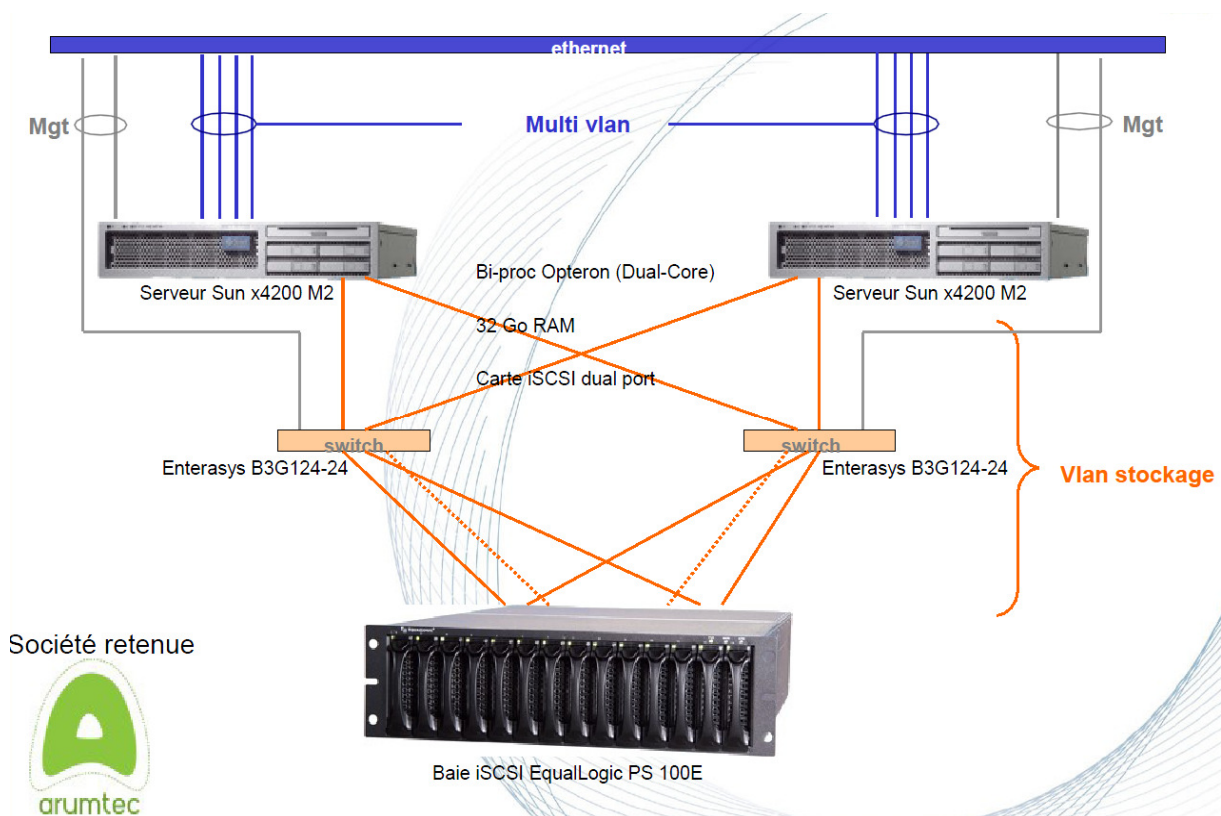 ethernet
Mgt
Multi vlan
Mgt
Bi-proc Opteron (Dual-Core)
Serveur Sun x4200 M2
Serveur Sun x4200 M2
32 Go RAM
Carte iSCSI dual port
switch
switch
Enterasys B3G124-24
Enterasys B3G124-24
Vlan stockage
Société retenue
Baie iSCSI EqualLogic PS 100E
arumtec